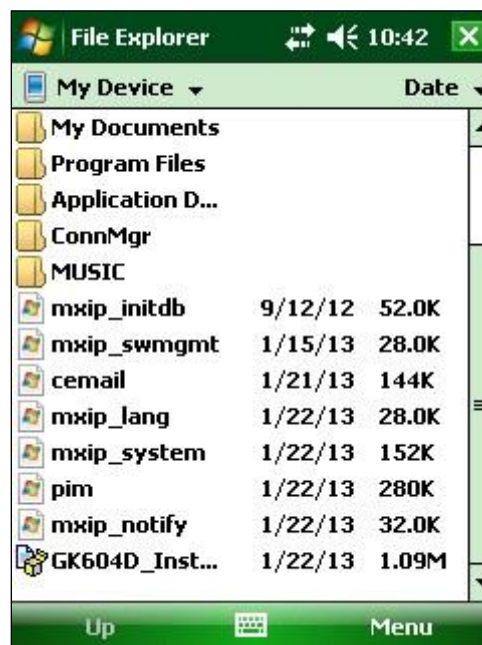 File Explorer 10:42
My Device Date
My Documents
Program Files
Application D...
ConnMgr
MUSIC
mxip_initdb 9/12/12 52.0K
mxip_swmgmt 1/15/13 28.0K
cemail 1/21/13 144K
mxip_lang 1/22/13 28.0K
mxip_system 1/22/13 152K
pim 1/22/13 280K
mxip_notify 1/22/13 32.0K
GK604D_Inst... 1/22/13 1.09M
Up Menu